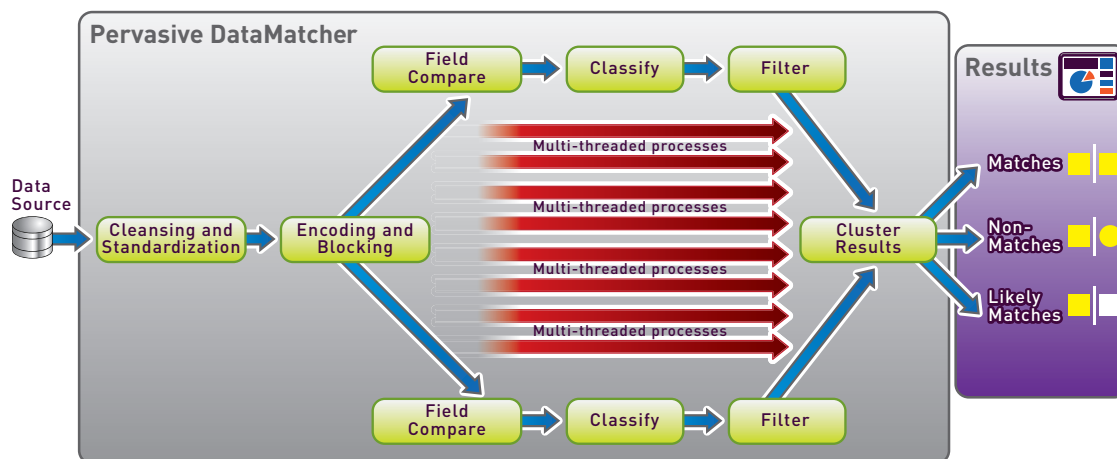 Pervasive DataMatcher
Field
Compare
Classify
Filter
Results
Multi-threaded processes
Matches
Data
Source
Multi-threaded processes
Cleansing and
Standardization
Encoding and
Blocking
Cluster
Results
Non-
Matches
Multi-threaded processes
Likely
Matches
Multi-threaded processes
Field
Compare
Classify
Filter